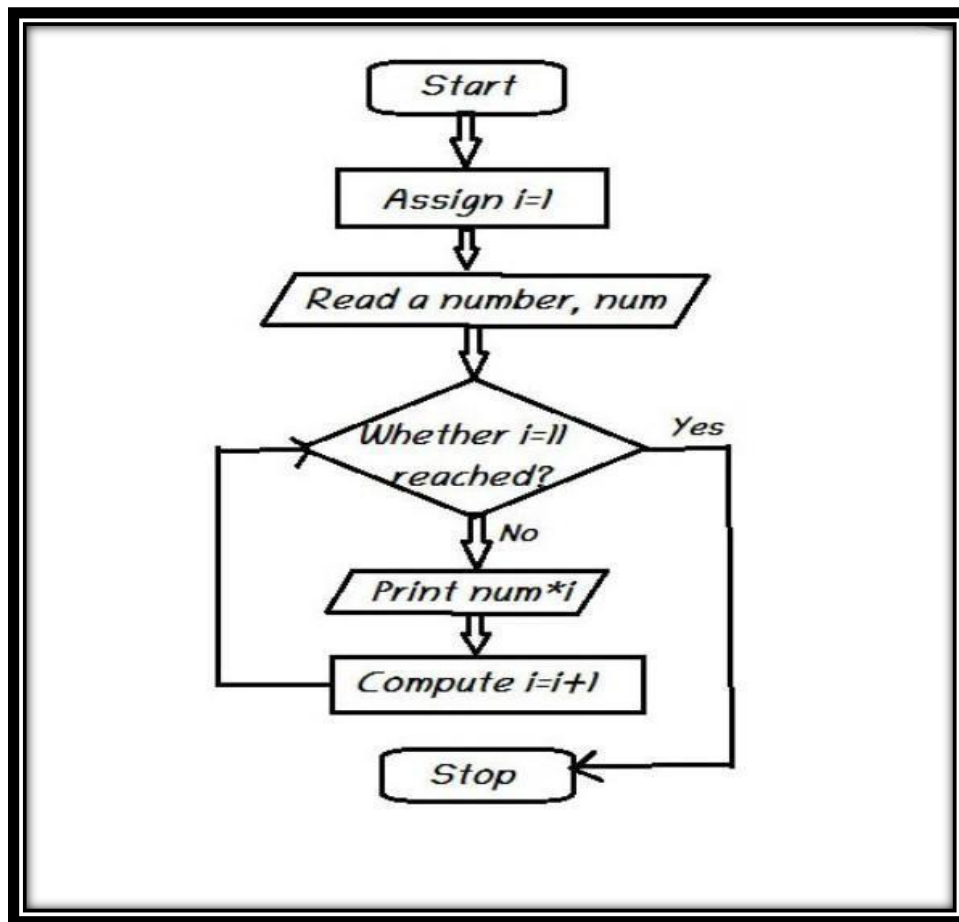 Start
Assign i=1
Read a number, num
Whether i=11
reached?
Yes
No
Print num*i
Compute i=i+1
Stop